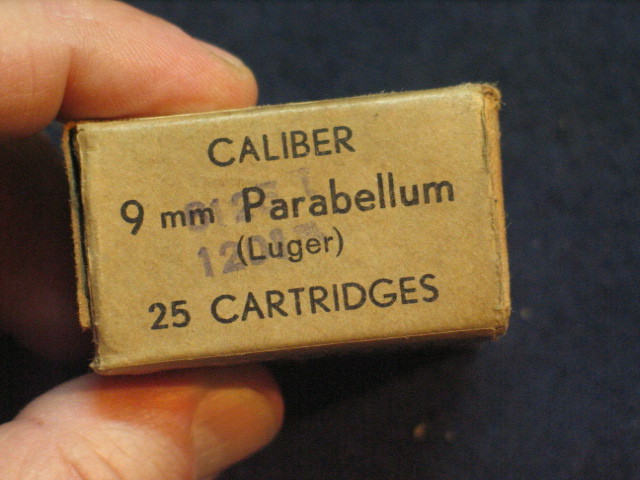 CALIBER
9 mm Parabellum
(Luger)
25 CARTRIDGES